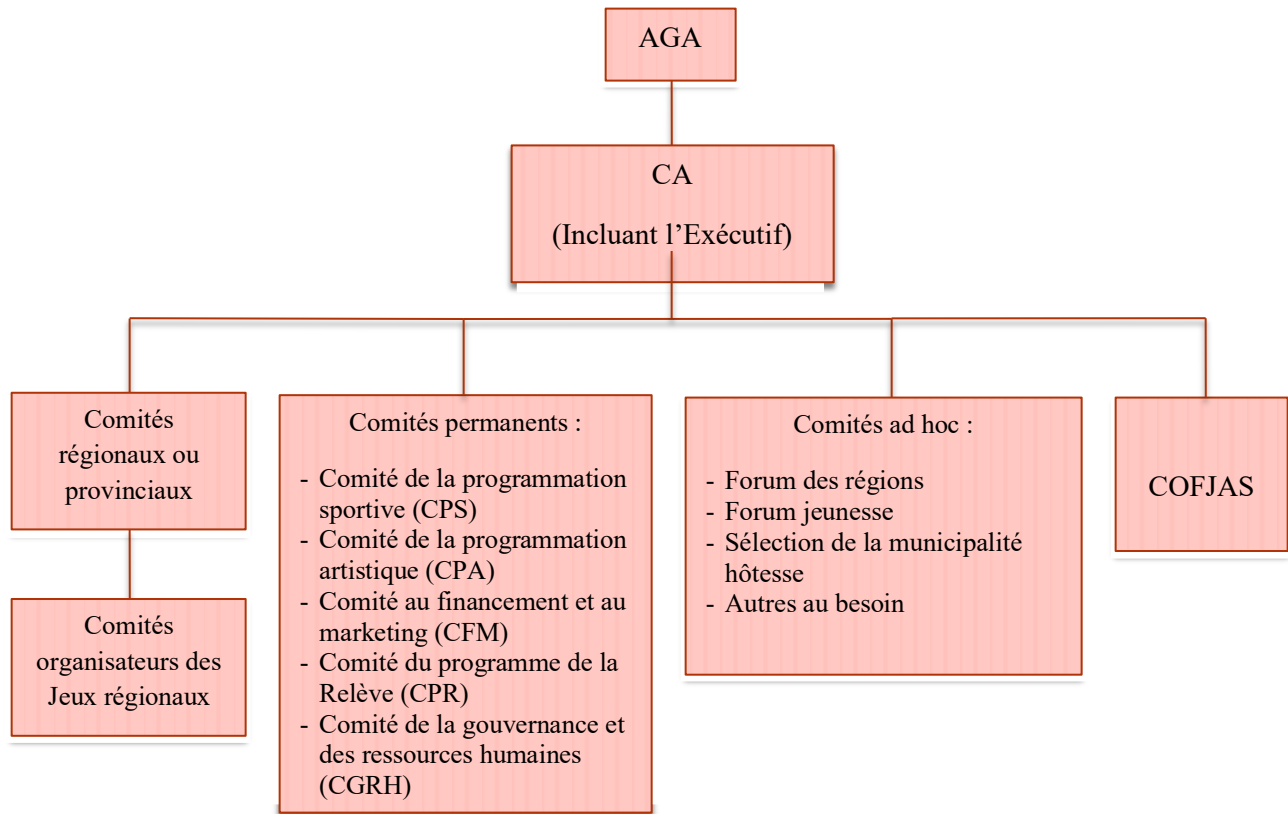 AGA
CA
(Incluant l’Exécutif)
Comités
régionaux ou
provinciaux
Comités
organisateurs des
Jeux régionaux
Comités permanents :
- Comité de la programmation
sportive (CPS)
- Comité de la programmation
artistique (CPA)
- Comité au financement et au
marketing (CFM)
- Comité du programme de la
Relève (CPR)
- Comité de la gouvernance et
des ressources humaines
(CGRH)
Comités ad hoc :
- Forum des régions
- Forum jeunesse
- Sélection de la municipalité
hôtesse
- Autres au besoin
COFJAS